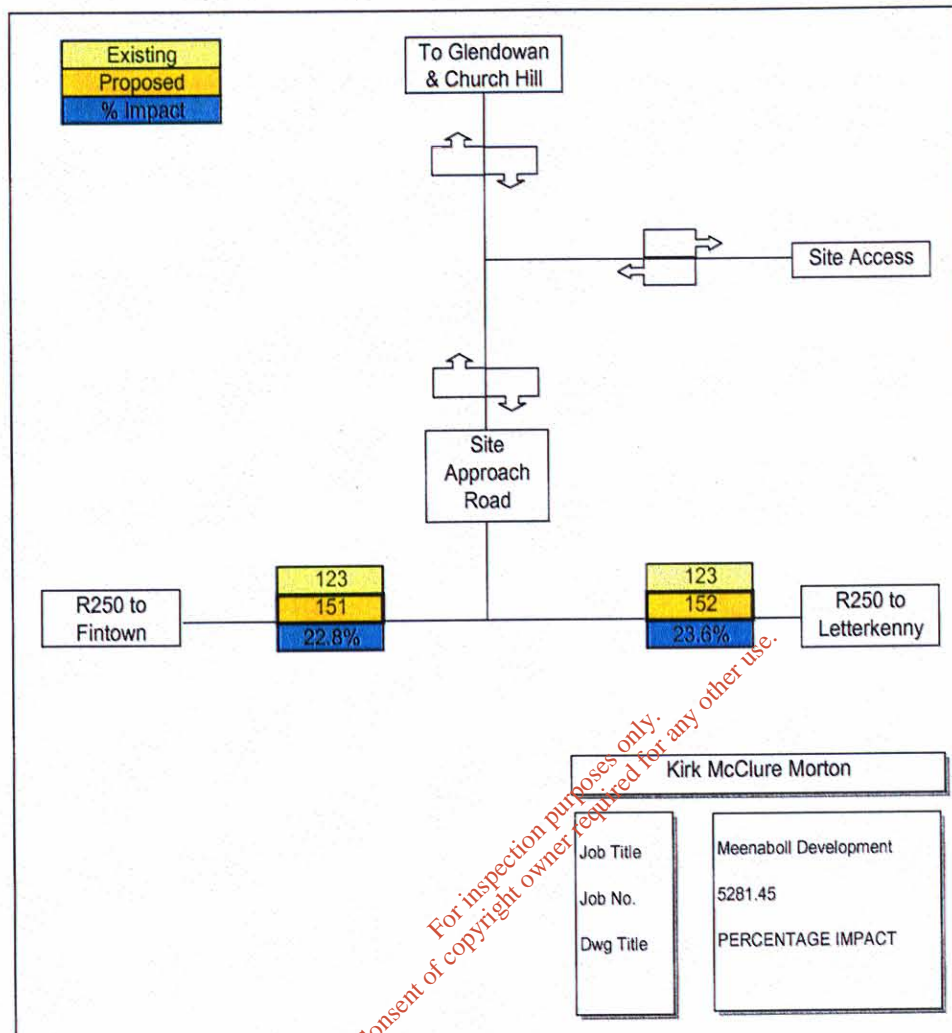 Existing
Proposed
% Impact
To Glendowan
& Church Hill
Site Access
Site
Approach
Road
R250 to
Fintown
123
151
22.8%
123
152
23.6%
R250 to
Letterkenny
For inspection purposes only.
Consent of copyright owner required for any other use.
Kirk McClure Morton
Job Title
Meenaboll Development
Job No.
5281.45
Dwg Title
PERCENTAGE IMPACT